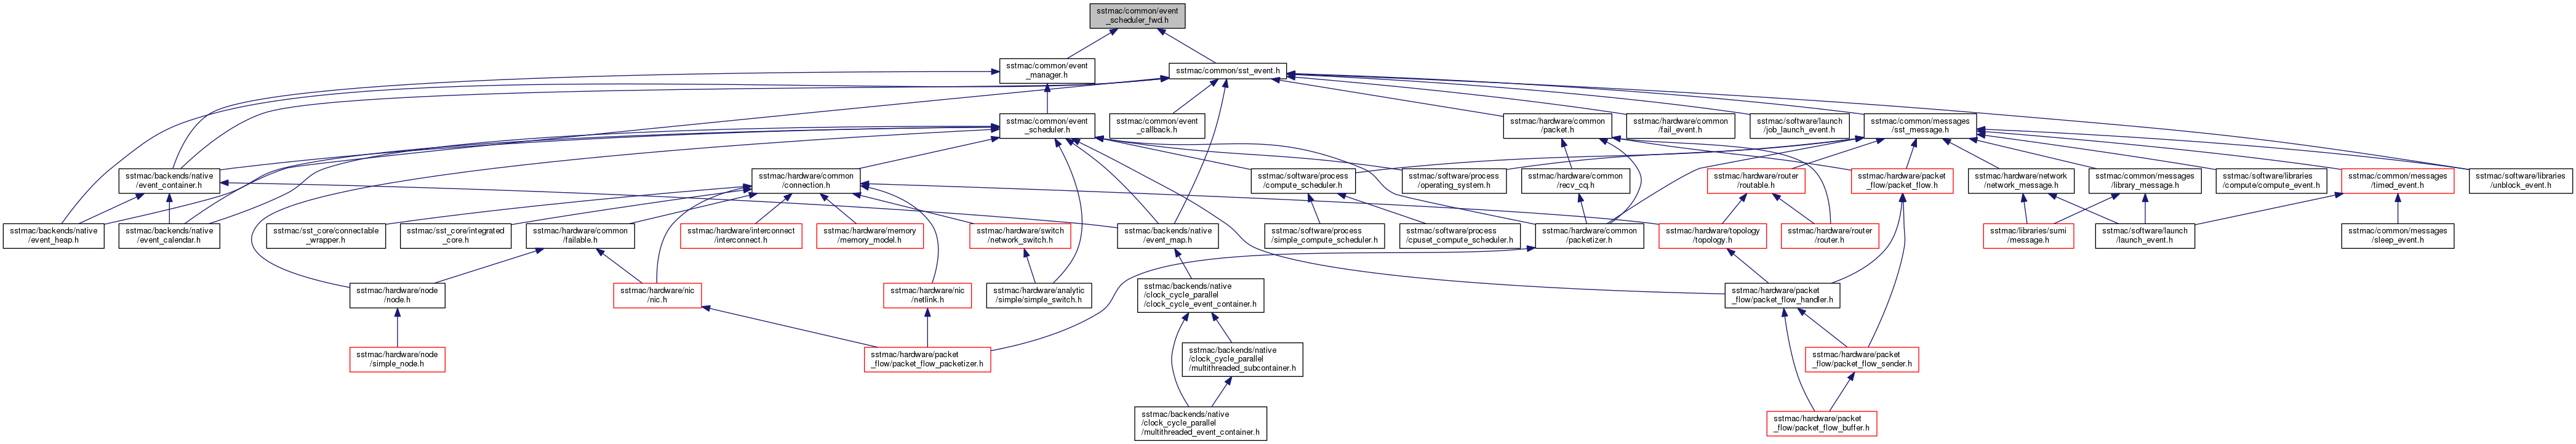 sstmac/common/event
_scheduler_fwd.h
sstmac/common/event
_manager.h
sstmac/common/sst_event.h
sstmac/common/event
_scheduler.h
sstmac/common/event
_callback.h
sstmac/hardware/common
/packet.h
sstmac/hardware/common
/fail_event.h
sstmac/software/launch
/job_launch_event.h
sstmac/common/messages
/sst_message.h
sstmac/backends/native
/event_container.h
sstmac/hardware/common
/connection.h
sstmac/software/process
/compute_scheduler.h
sstmac/software/process
/operating_system.h
sstmac/hardware/common
/recv_cq.h
sstmac/hardware/router
/routable.h
sstmac/hardware/packet
_flow/packet_flow.h
sstmac/hardware/network
/network_message.h
sstmac/common/messages
/library_message.h
sstmac/software/libraries
/compute/compute_event.h
sstmac/common/messages
/timed_event.h
sstmac/software/libraries
/unblock_event.h
sstmac/backends/native
/event_heap.h
sstmac/backends/native
/event_calendar.h
sstmac/sst_core/connectable
_wrapper.h
sstmac/sst_core/integrated
_core.h
sstmac/hardware/common
/failable.h
sstmac/hardware/interconnect
/interconnect.h
sstmac/hardware/memory
/memory_model.h
sstmac/hardware/switch
/network_switch.h
sstmac/backends/native
/event_map.h
sstmac/software/process
/simple_compute_scheduler.h
sstmac/software/process
/cpuset_compute_scheduler.h
sstmac/hardware/common
/packetizer.h
sstmac/hardware/topology
/topology.h
sstmac/hardware/router
/router.h
sstmac/libraries/sumi
/message.h
sstmac/software/launch
/launch_event.h
sstmac/common/messages
/sleep_event.h
sstmac/hardware/node
/node.h
sstmac/hardware/nic
/nic.h
sstmac/hardware/nic
/netlink.h
sstmac/hardware/analytic
/simple/simple_switch.h
sstmac/backends/native
/clock_cycle_parallel
/clock_cycle_event_container.h
sstmac/hardware/packet
_flow/packet_flow_handler.h
sstmac/hardware/node
/simple_node.h
sstmac/hardware/packet
_flow/packet_flow_packetizer.h
sstmac/backends/native
/clock_cycle_parallel
/multithreaded_subcontainer.h
sstmac/hardware/packet
_flow/packet_flow_sender.h
sstmac/backends/native
/clock_cycle_parallel
/multithreaded_event_container.h
sstmac/hardware/packet
_flow/packet_flow_buffer.h